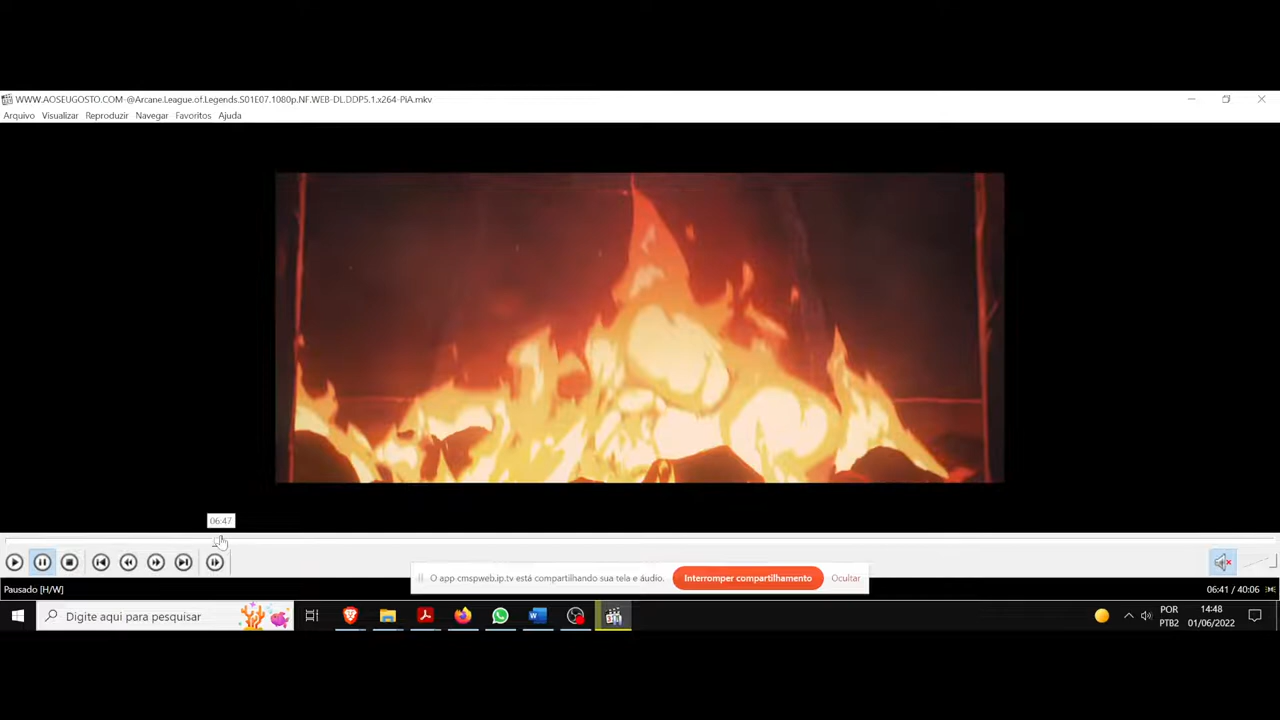 WWW.AOSEUGOSTO.COM-@Arcane.League.of.Legends.S01E07.1080p.NF.WEB-DL.DDP5.1.x264-PiA.mkv
Arquivo Visualizar Reproduzir Navegar Favoritos Ajuda
06:47
O app cmspweb.ip.tv está compartilhando sua tela e áudio. Interromper compartilhamento Ocultar
Pausado [H/W] 06:41 / 40:06
Digite aqui para pesquisar
POR 14:48
PTB2 01/06/2022